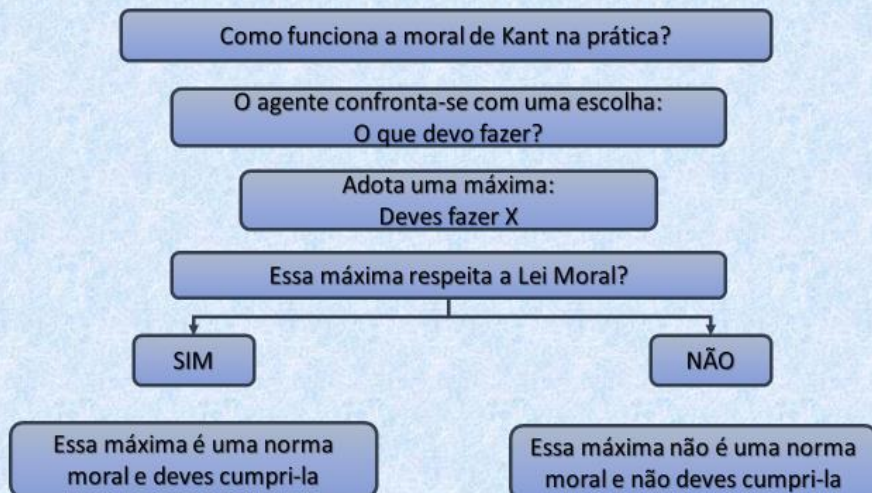 Como funciona a moral de Kant na prática?
O agente confronta-se com uma escolha:
O que devo fazer?
Adota uma máxima:
Deves fazer X
Essa máxima respeita a Lei Moral?
SIM
NÃO
Essa máxima é uma norma
moral e deves cumpri-la
Essa máxima não é uma norma
moral e não deves cumpri-la